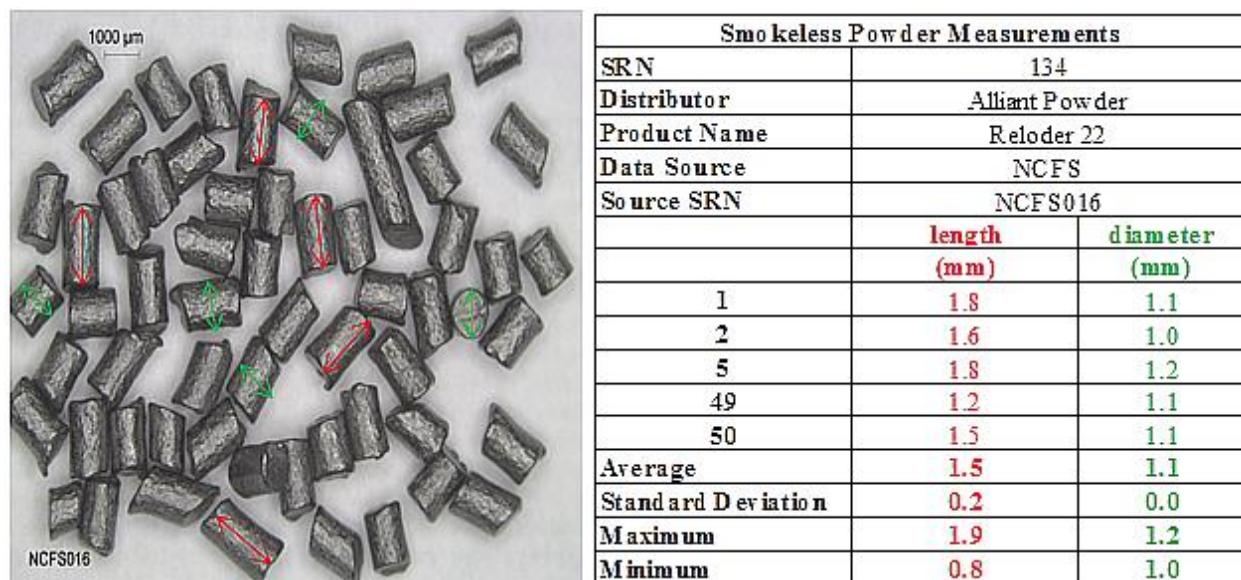 1000 µm
NCFS016
Smokeless Powder Measurements
SRN 134
Distributor Alliant Powder
Product Name Reloder 22
Data Source NCFS
Source SRN NCFS016
length diameter
(mm) (mm)
1 1.8 1.1
2 1.6 1.0
5 1.8 1.2
49 1.2 1.1
50 1.5 1.1
Average 1.5 1.1
Standard Deviation 0.2 0.0
Maximum 1.9 1.2
Minimum 0.8 1.0